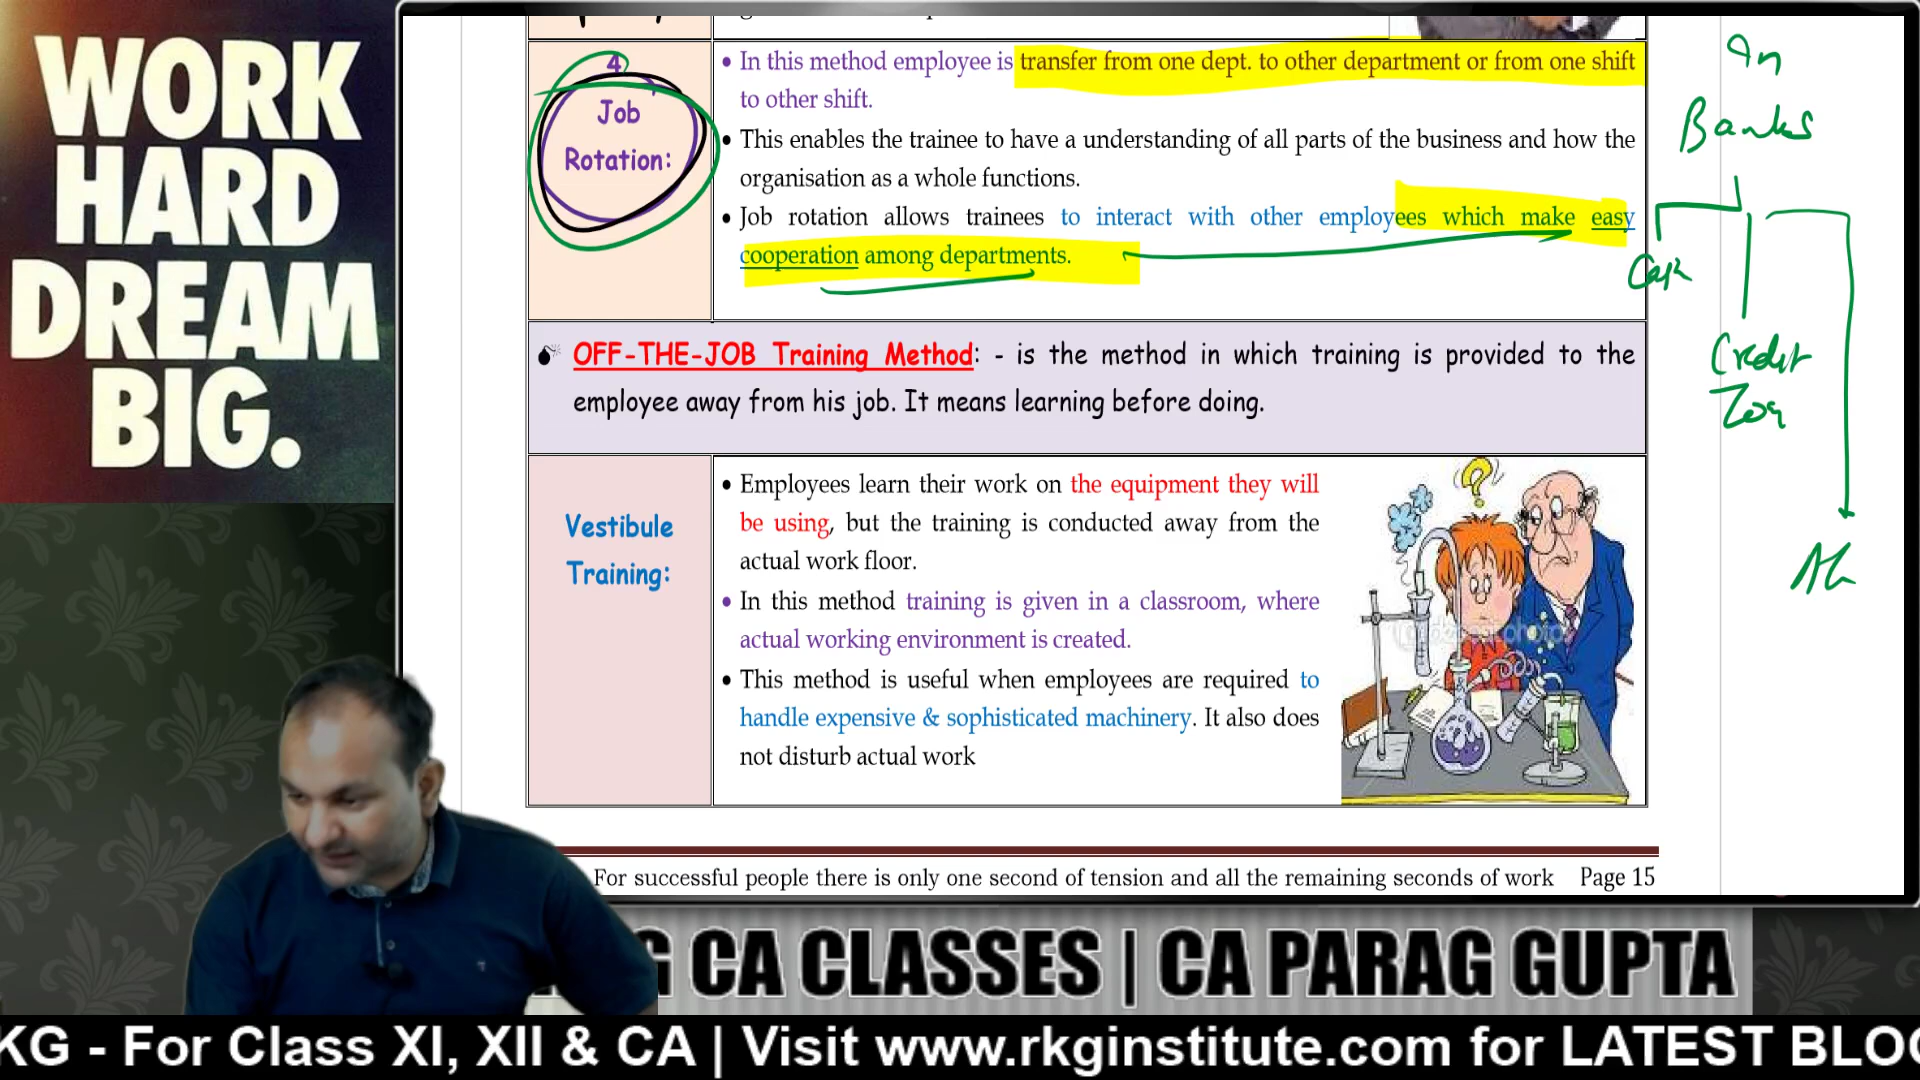 WORK
HARD
DREAM
BIG.
4
Job
Rotation:
• In this method employee is transfer from one dept. to other department or from one shift
to other shift.
• This enables the trainee to have a understanding of all parts of the business and how the
organisation as a whole functions.
• Job rotation allows trainees to interact with other employees which make easy
cooperation among departments.
In
Banks
Credit
OFF-THE-JOB Training Method: - is the method in which training is provided to the
employee away from his job. It means learning before doing.
Vestibule
Training:
• Employees learn their work on the equipment they will
be using, but the training is conducted away from the
actual work floor.
• In this method training is given in a classroom, where
actual working environment is created.
• This method is useful when employees are required to
handle expensive & sophisticated machinery. It also does
not disturb actual work
For successful people there is only one second of tension and all the remaining seconds of work Page 15
G CA CLASSES | CA PARAG GUPTA
KG - For Class XI, XII & CA | Visit www.rkginstitute.com for LATEST BLO